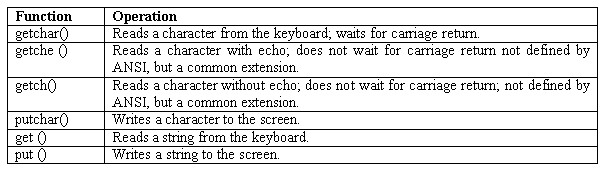 Function Operation
getchar() Reads a character from the keyboard; waits for carriage return.
getche () Reads a character with echo; does not wait for carriage return not defined by
ANSI, but a common extension.
getch() Reads a character without echo; does not wait for carriage return; not defined by
ANSI, but a common extension.
putchar() Writes a character to the screen.
get () Reads a string from the keyboard.
put () Writes a string to the screen.